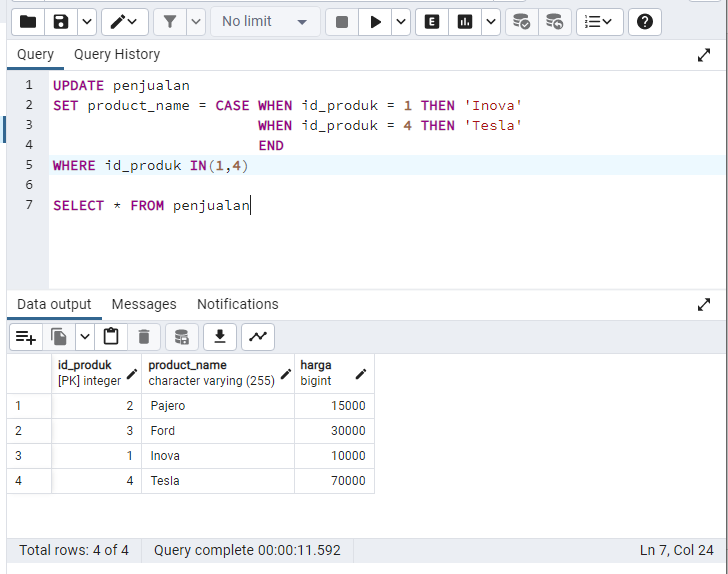 No limit
E
Query Query History
1 UPDATE penjualan
2 SET product_name = CASE WHEN id_produk = 1 THEN 'Inova'
3 WHEN id_produk = 4 THEN 'Tesla'
4 END
5 WHERE id_produk IN(1,4)
6
7 SELECT * FROM penjualan
Data output Messages Notifications
id_produk product_name harga
[PK] integer character varying (255) bigint
1 2 Pajero 15000
2 3 Ford 30000
3 1 Inova 10000
4 4 Tesla 70000
Total rows: 4 of 4 Query complete 00:00:11.592 Ln 7, Col 24